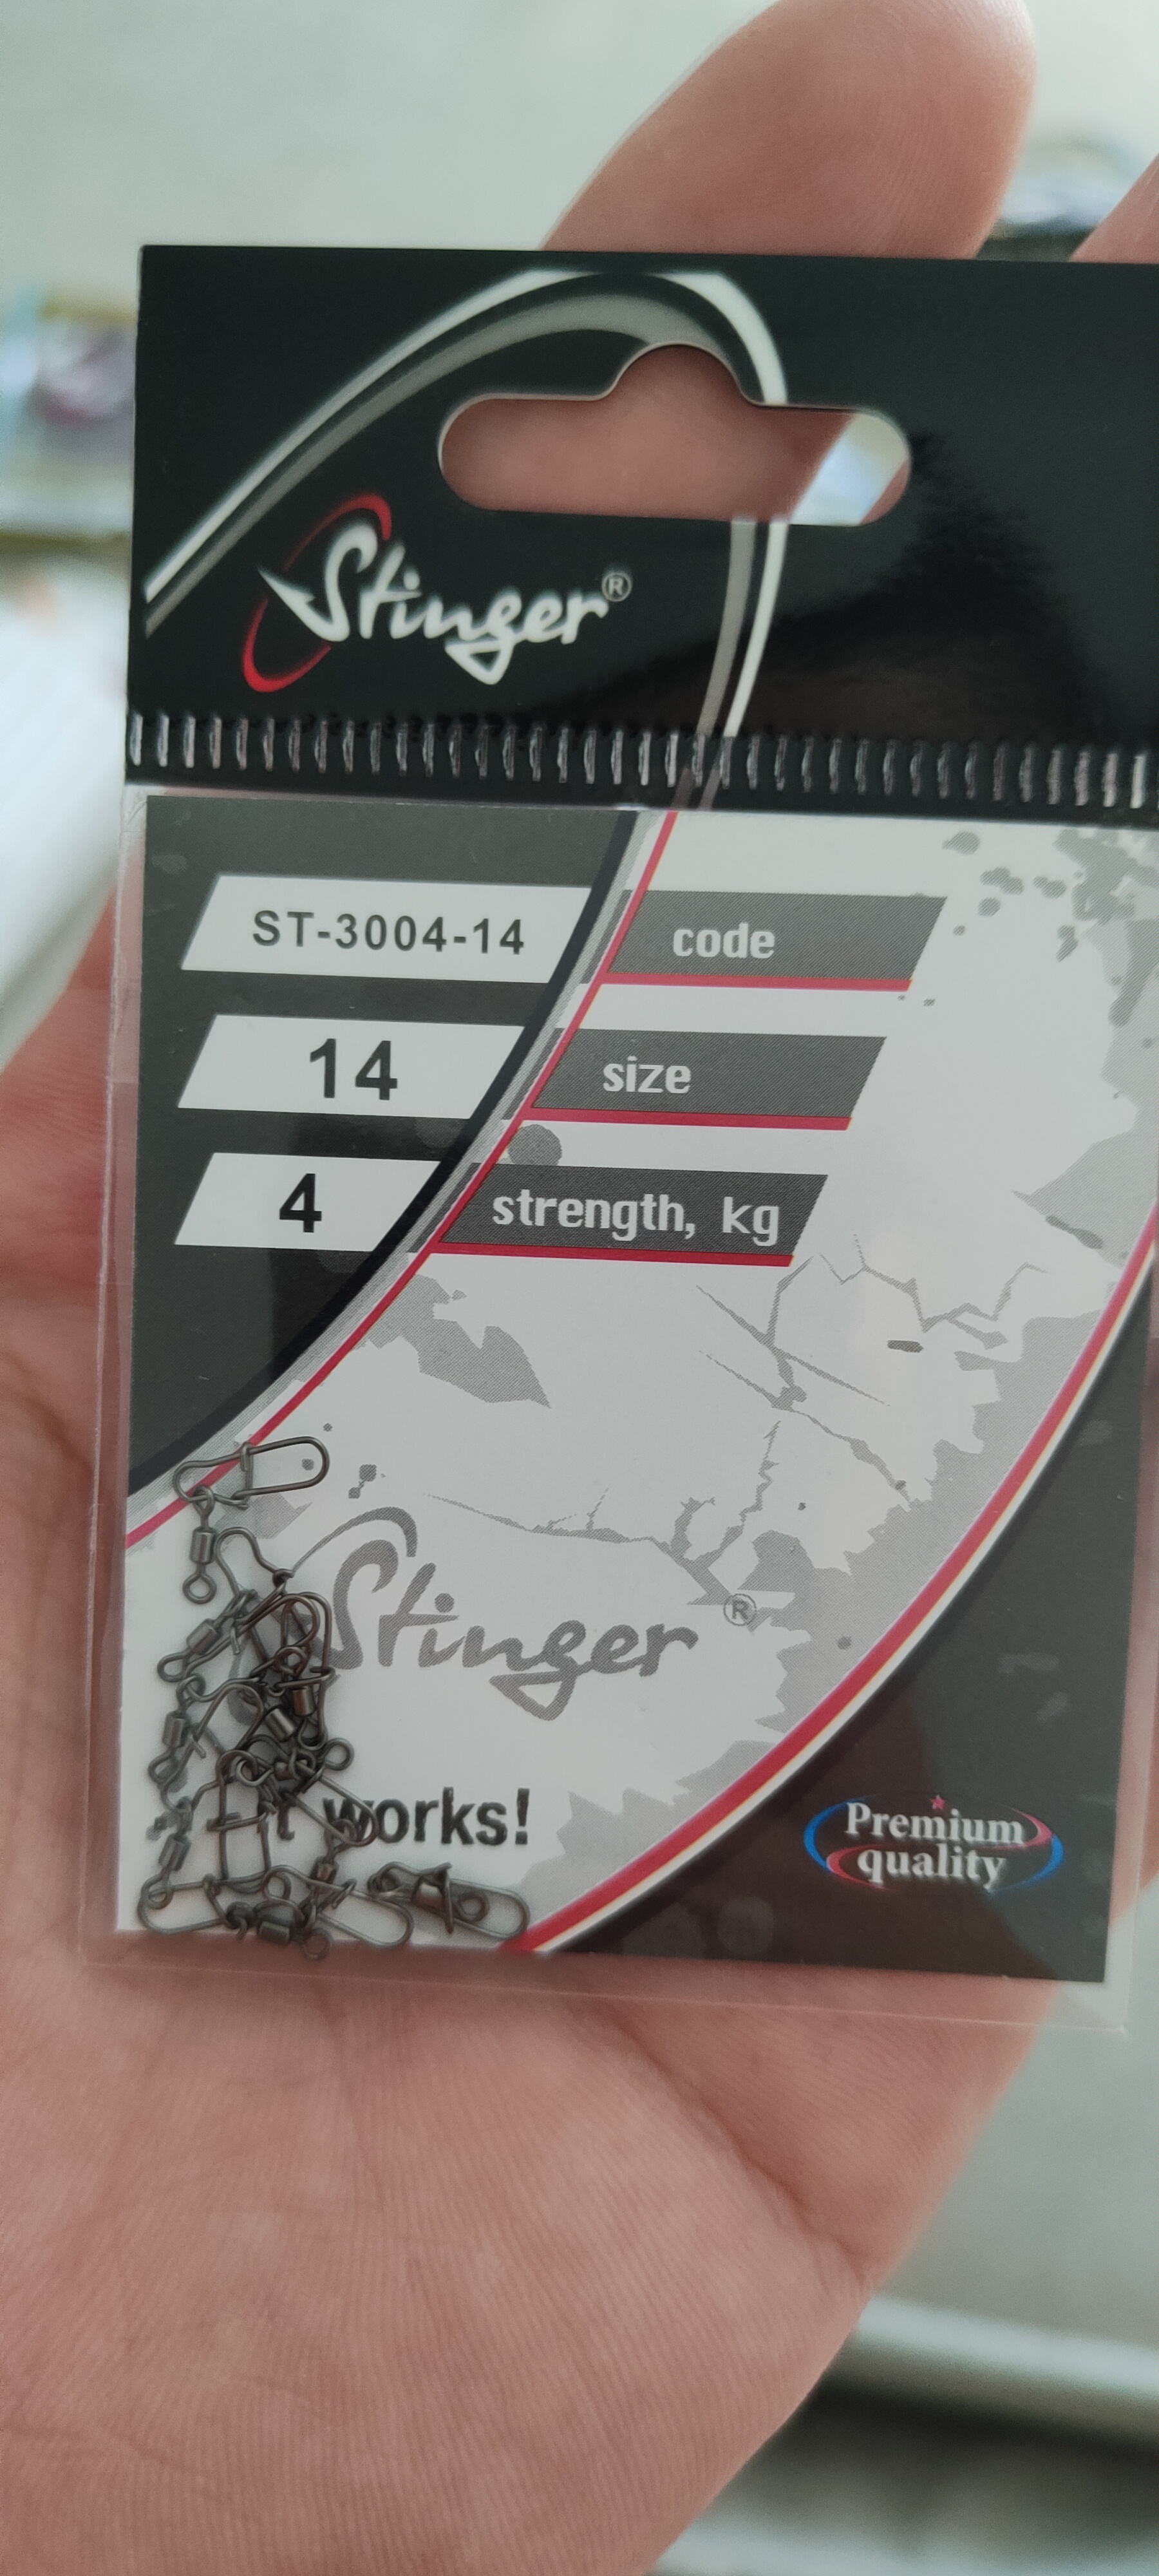 Stinger®
ST-3004-14 code
14 size
4 strength, kg
Stinger®
works!
Premium
quality